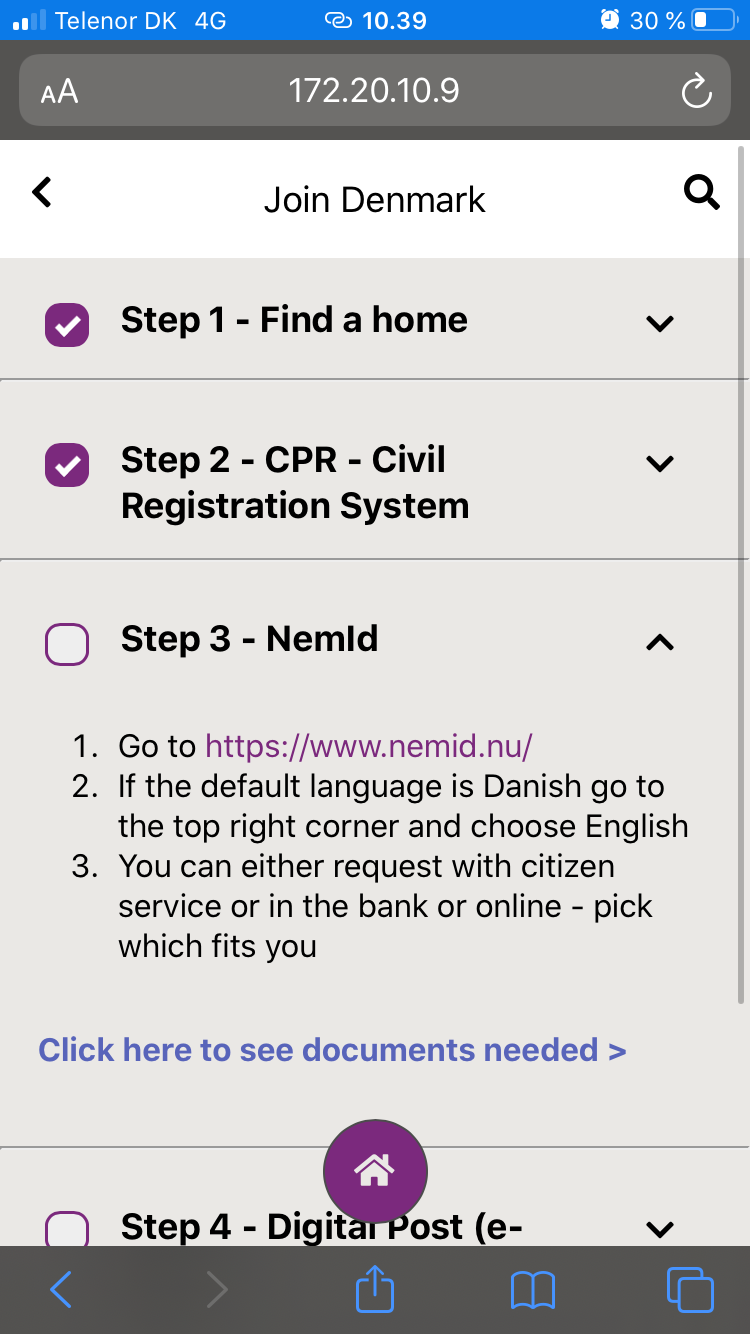 Telenor DK 4G 10.39 30 %
AA 172.20.10.9
Join Denmark
Step 1 - Find a home
Step 2 - CPR - Civil
Registration System
Step 3 - NemId
1. Go to https://www.nemid.nu/
2. If the default language is Danish go to
the top right corner and choose English
3. You can either request with citizen
service or in the bank or online - pick
which fits you
Click here to see documents needed >
Step 4 - Digital Post (e-